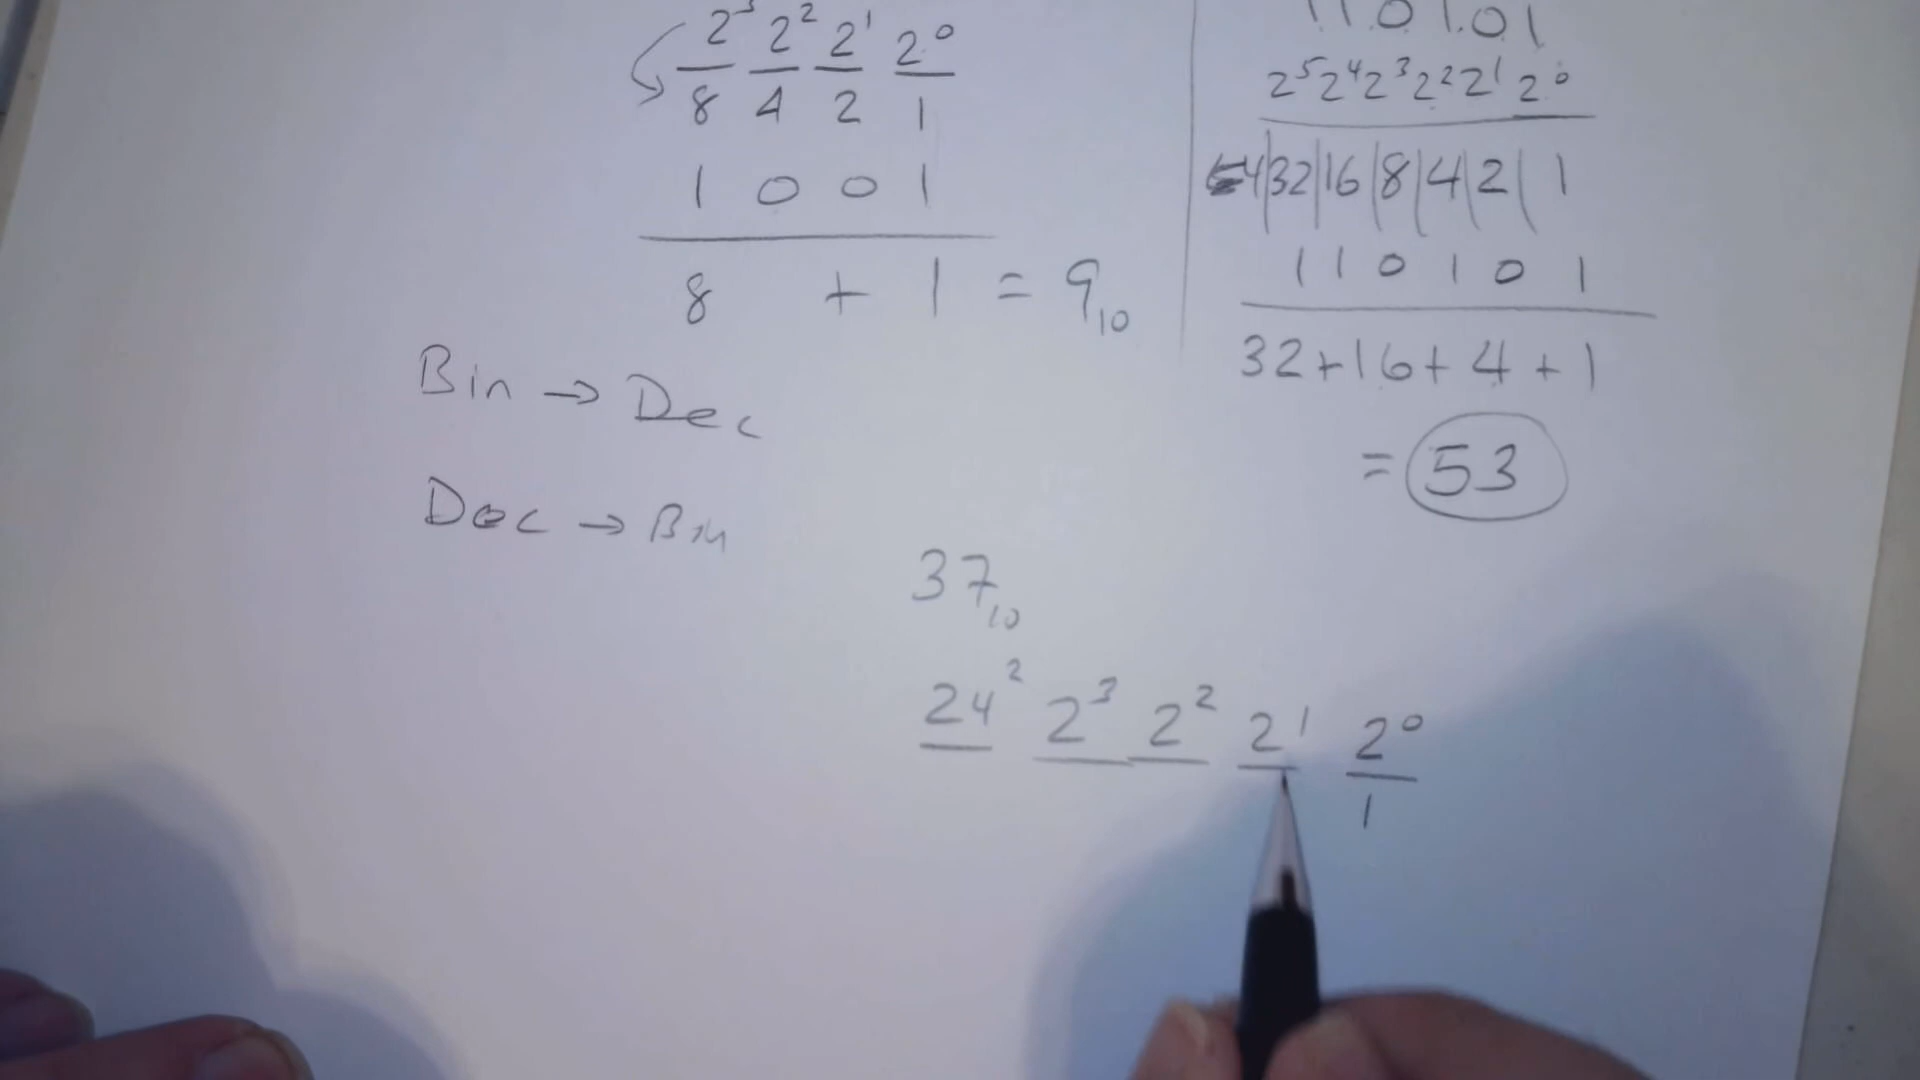 2³ 2² 2¹ 2⁰
8 4 2 1
1 0 0 1
8 + 1 = 9₁₀
Bin → Dec
Dec → Bin
1 1 0 1 0 1
2⁵ 2⁴ 2³ 2² 2¹ 2⁰
64|32|16|8|4|2|1
1 1 0 1 0 1
32+16+4+1
= 53
37₁₀
24² 2³ 2² 2¹ 2⁰
1